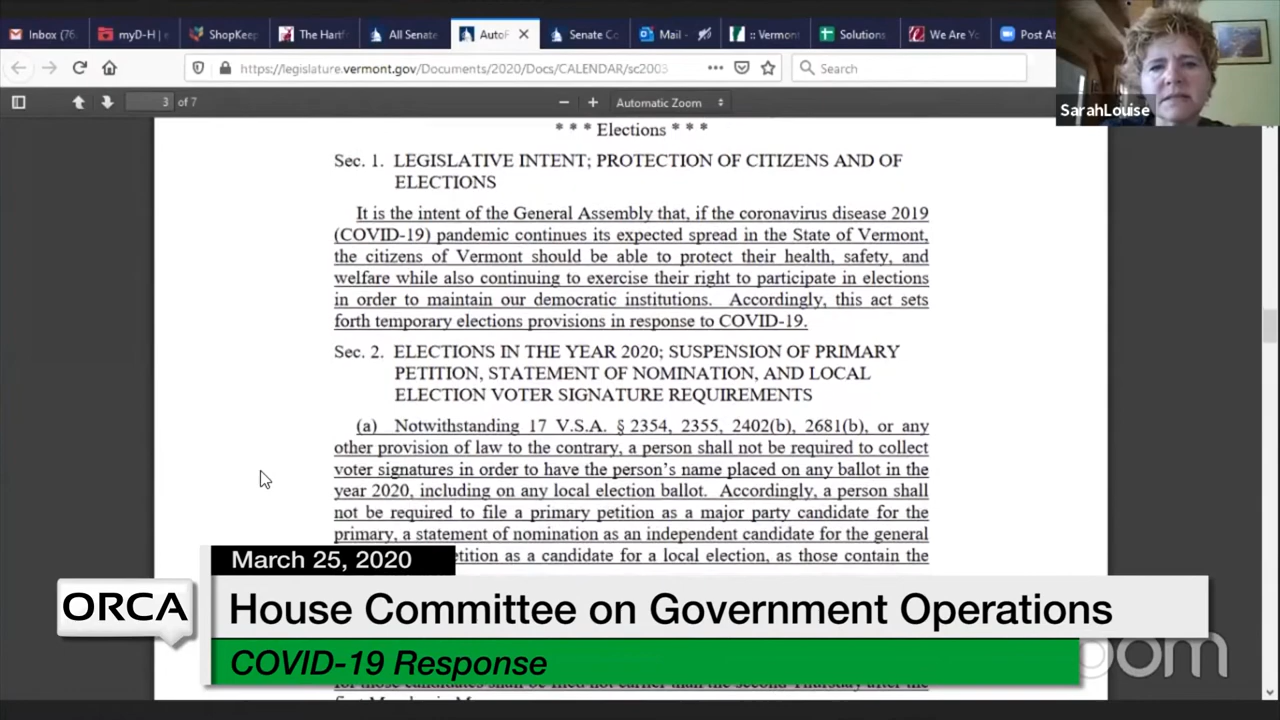 Inbox (76
myD-H |
ShopKeep
The Hartf
All Senate
AutoF
Senate Co
Mail -
:: Vermont
Solutions
We Are Yo
Post At
https://legislature.vermont.gov/Documents/2020/Docs/CALENDAR/sc2003
Search
SarahLouise
3 of 7
Automatic Zoom
* * * Elections * * *
Sec. 1. LEGISLATIVE INTENT; PROTECTION OF CITIZENS AND OF
ELECTIONS
It is the intent of the General Assembly that, if the coronavirus disease 2019
(COVID-19) pandemic continues its expected spread in the State of Vermont,
the citizens of Vermont should be able to protect their health, safety, and
welfare while also continuing to exercise their right to participate in elections
in order to maintain our democratic institutions. Accordingly, this act sets
forth temporary elections provisions in response to COVID-19.
Sec. 2. ELECTIONS IN THE YEAR 2020; SUSPENSION OF PRIMARY
PETITION, STATEMENT OF NOMINATION, AND LOCAL
ELECTION VOTER SIGNATURE REQUIREMENTS
(a) Notwithstanding 17 V.S.A. § 2354, 2355, 2402(b), 2681(b), or any
other provision of law to the contrary, a person shall not be required to collect
voter signatures in order to have the person's name placed on any ballot in the
year 2020, including on any local election ballot. Accordingly, a person shall
not be required to file a primary petition as a major party candidate for the
primary, a statement of nomination as an independent candidate for the general
etition as a candidate for a local election, as those contain the
March 25, 2020
ORCA
House Committee on Government Operations
COVID-19 Response
oom